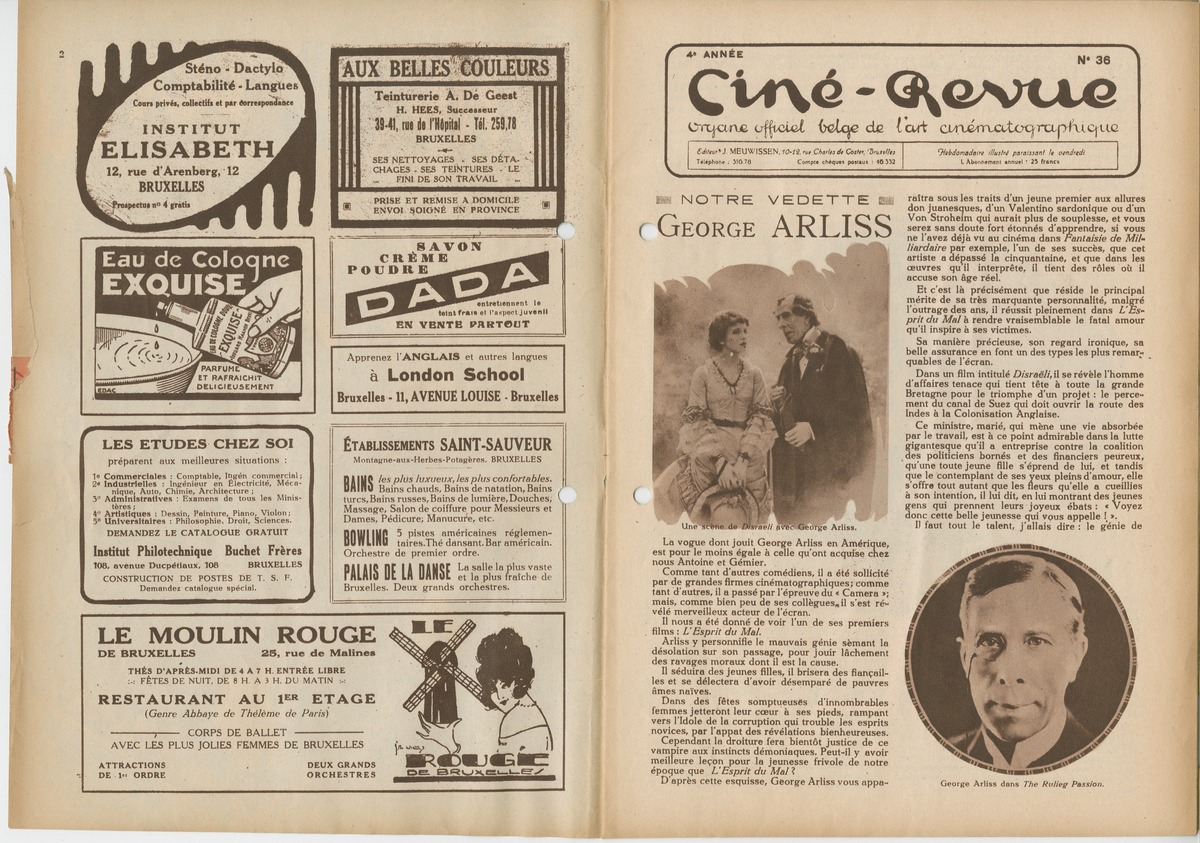 2
Sténo - Dactylo
Comptabilité - Langues
Cours privés, collectifs et par correspondance
INSTITUT
ELISABETH
12, rue d'Arenberg, 12
BRUXELLES
Prospectus nº 4 gratis
AUX BELLES COULEURS
Teinturerie A. De Geest
H. HEES, Successeur
39-41, rue de l'Hôpital - Tél. 259,78
BRUXELLES
SES NETTOYAGES - SES DÉTA-
CHAGES - SES TEINTURES - LE
FINI DE SON TRAVAIL
PRISE ET REMISE A DOMICILE
ENVOI SOIGNÉ EN PROVINCE
Eau de Cologne
EXQUISE
EAU DE COLOGNE
EXQUISE
PARFUME
ET RAFRAICHIT
DELICIEUSEMENT
EDAC
SAVON
CRÈME
POUDRE
DADA
entretiennent le
teint frais et l'aspect juvenil
EN VENTE PARTOUT
Apprenez l'ANGLAIS et autres langues
à London School
Bruxelles - 11, AVENUE LOUISE - Bruxelles
LES ETUDES CHEZ SOI
préparent aux meilleures situations :
1º Commerciales : Comptable, Ingén commercial;
2º Industrielles : Ingénieur en Electricité, Méca-
nique, Auto, Chimie, Architecture;
3º Administratives : Examens de tous les Minis-
tères;
4º Artistiques : Dessin, Peinture, Piano, Violon;
5º Universitaires : Philosophie. Droit, Sciences.
DEMANDEZ LE CATALOGUE GRATUIT
Institut Philotechnique Buchet Frères
108, avenue Ducpétiaux, 108 BRUXELLES
CONSTRUCTION DE POSTES DE T. S. F.
Demandez catalogue spécial.
ÉTABLISSEMENTS SAINT-SAUVEUR
Montagne-aux-Herbes-Potagères. BRUXELLES
BAINS les plus luxueux, les plus confortables.
Bains chauds, Bains de natation, Bains
turcs, Bains russes, Bains de lumière, Douches,
Massage, Salon de coiffure pour Messieurs et
Dames, Pédicure, Manucure, etc.
BOWLING 5 pistes américaines réglemen-
taires. Thé dansant. Bar américain.
Orchestre de premier ordre.
PALAIS DE LA DANSE La salle la plus vaste
et la plus fraîche de
Bruxelles. Deux grands orchestres.
LE MOULIN ROUGE
DE BRUXELLES 25, rue de Malines
THÉS D'APRÈS-MIDI DE 4 A 7 H. ENTRÉE LIBRE
:-: FÊTES DE NUIT, DE 8 H. A 3 H. DU MATIN :-:
RESTAURANT AU 1ER ETAGE
(Genre Abbaye de Thélème de Paris)
CORPS DE BALLET
AVEC LES PLUS JOLIES FEMMES DE BRUXELLES
ATTRACTIONS
DE 1er ORDRE
DEUX GRANDS
ORCHESTRES
LE
ROUGE
DE BRUXELLES
4e ANNÉE
Nº 36
Ciné-Revue
Organe officiel belge de l'art cinématographique
Editeur: J. MEUWISSEN, 10-12, rue Charles de Coster, Bruxelles
Téléphone : 310.78 Compte chèques postaux : 48.332
Hebdomadaire illustré paraissant le vendredi
L'Abonnement annuel : 25 francs
NOTRE VEDETTE
GEORGE ARLISS
Une scène de Disraeli avec George Arliss.
La vogue dont jouit George Arliss en Amérique,
est pour le moins égale à celle qu'ont acquise chez
nous Antoine et Gémier.
Comme tant d'autres comédiens, il a été sollicité
par de grandes firmes cinématographiques; comme
tant d'autres, il a passé par l'épreuve du « Camera »;
mais, comme bien peu de ses collègues, il s'est ré-
vélé merveilleux acteur de l'écran.
Il nous a été donné de voir l'un de ses premiers
films : L'Esprit du Mal.
Arliss y personnifie le mauvais génie sèmant la
désolation sur son passage, pour jouir lâchement
des ravages moraux dont il est la cause.
Il séduira des jeunes filles, il brisera des fiançail-
les et se délectera d'avoir désemparé de pauvres
âmes naïves.
Dans des fêtes somptueuses d'innombrables
femmes jetteront leur cœur à ses pieds, rampant
vers l'Idole de la corruption qui trouble les esprits
novices, par l'appat des révélations bienheureuses.
Cependant la droiture fera bientôt justice de ce
vampire aux instincts démoniaques. Peut-il y avoir
meilleure leçon pour la jeunesse frivole de notre
époque que L'Esprit du Mal ?
D'après cette esquisse, George Arliss vous appa-
raître sous les traits d'un jeune premier aux allures
don juanesques, d'un Valentino sardonique ou d'un
Von Stroheim qui aurait plus de souplesse, et vous
serez sans doute fort étonnés d'apprendre, si vous
ne l'avez déjà vu au cinéma dans Fantaisie de Mil-
liardaire par exemple, l'un de ses succès, que cet
artiste a dépassé la cinquantaine, et que dans les
œuvres qu'il interprète, il tient des rôles où il
accuse son âge réel.
Et c'est là précisément que réside le principal
mérite de sa très marquante personnalité, malgré
l'outrage des ans, il réussit pleinement dans L'Es-
prit du Mal à rendre vraisemblable le fatal amour
qu'il inspire à ses victimes.
Sa manière précieuse, son regard ironique, sa
belle assurance en font un des types les plus remar-
quables de l'écran.
Dans un film intitulé Disraëli, il se révèle l'homme
d'affaires tenace qui tient tête à toute la grande
Bretagne pour le triomphe d'un projet : le perce-
ment du canal de Suez qui doit ouvrir la route des
Indes à la Colonisation Anglaise.
Ce ministre, marié, qui mène une vie absorbée
par le travail, est à ce point admirable dans la lutte
gigantesque qu'il a entreprise contre la coalition
des politiciens bornés et des financiers peureux,
qu'une toute jeune fille s'éprend de lui, et tandis
que le contemplant de ses yeux pleins d'amour, elle
s'offre tout autant que les fleurs qu'elle a cueillies
à son intention, il lui dit, en lui montrant des jeunes
gens qui prennent leurs joyeux ébats : « Voyez
donc cette belle jeunesse qui vous appelle ! ».
Il faut tout le talent, j'allais dire : le génie de
George Arliss dans The Rulieg Passion.